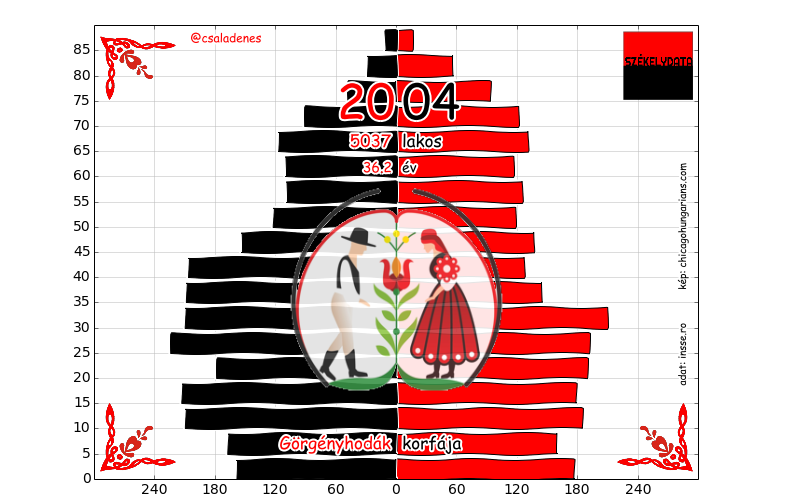 @csaladenes
SZÉKELYDATA
2004
5037 lakos
36.2 év
kép: chicagohungarians.com
adat: insse.ro
Görgényhodák korfája
85
80
75
70
65
60
55
50
45
40
35
30
25
20
15
10
5
0
240 180 120 60 0 60 120 180 240